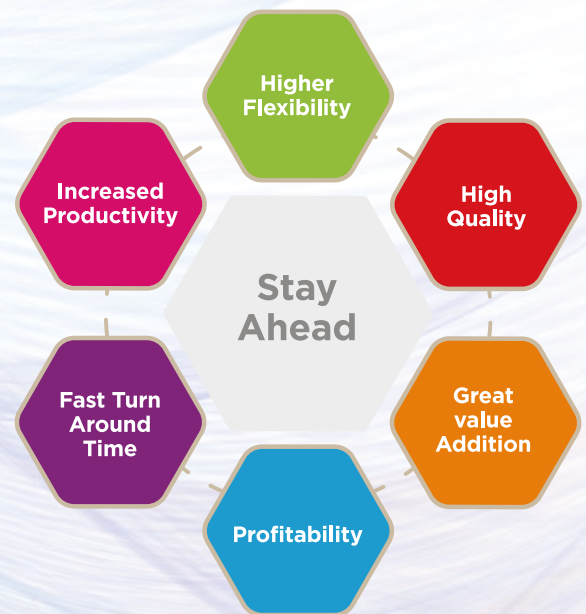 Higher
Flexibility
High
Quality
Great
value
Addition
Profitability
Fast Turn
Around
Time
Increased
Productivity
Stay
Ahead